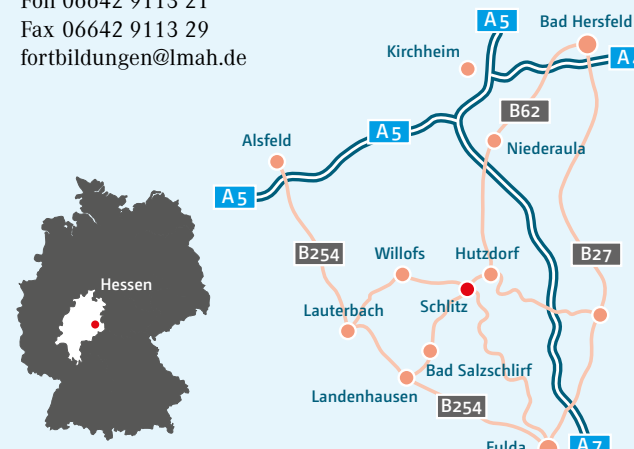 Fon 06642 9113 21
Fax 06642 9113 29
fortbildungen@lmah.de
A5
Bad Hersfeld
Kirchheim
A4
B62
A5
Alsfeld
Niederaula
A5
B254
Willofs
Hutzdorf
B27
Hessen
Lauterbach
Schlitz
Bad Salzschlirf
Landenhausen
B254
Fulda
A7